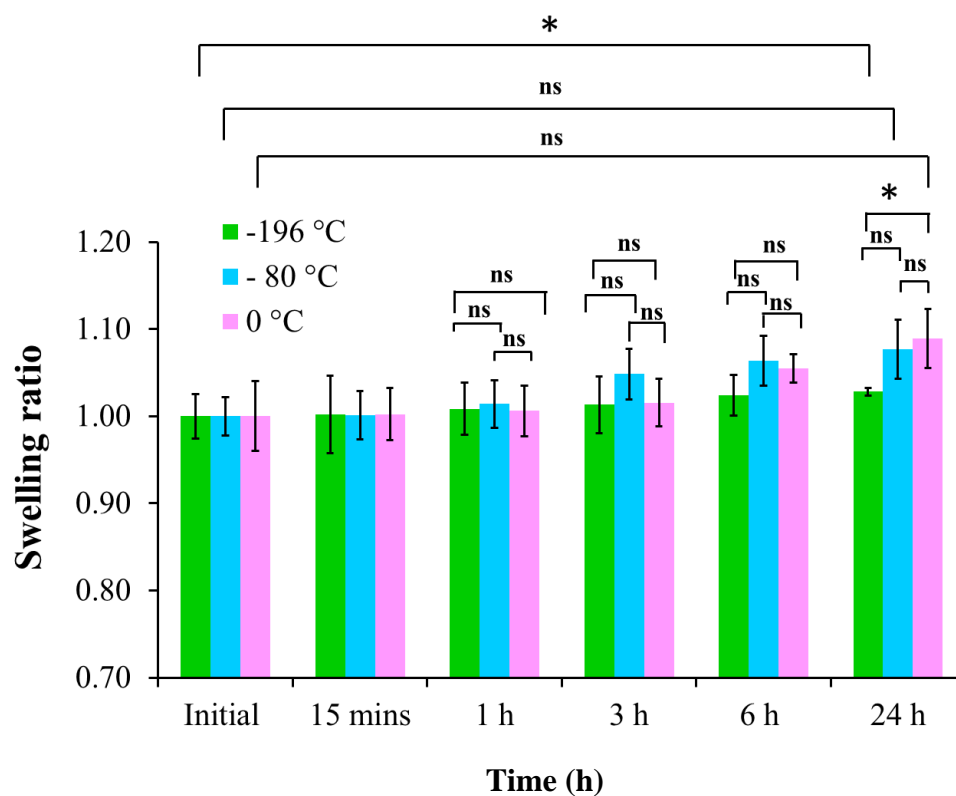 *
ns
ns
*
1.20
-196 °C
ns
ns
ns
ns
- 80 °C
ns
ns
ns
1.10
0 °C
ns
ns
ns
ns
1.00
0.90
0.80
0.70
Swelling ratio
Initial 15 mins 1 h 3 h 6 h 24 h
Time (h)